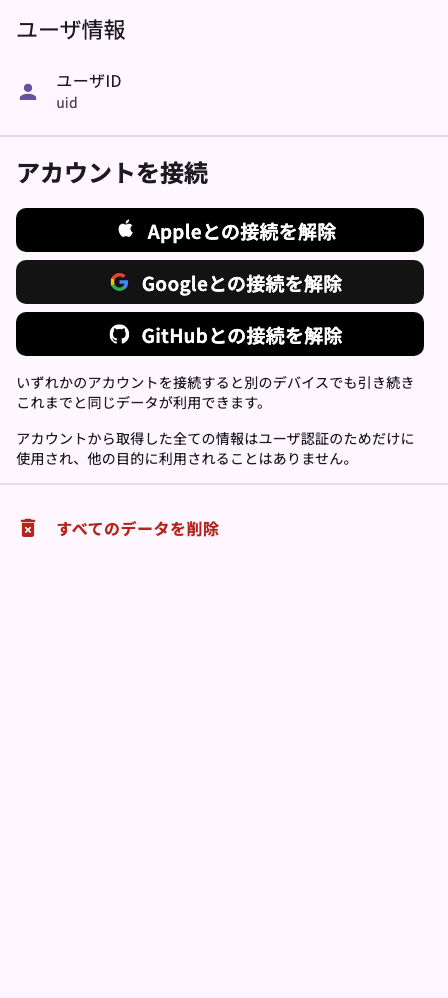 ユーザ情報
ユーザID
uid
アカウントを接続
Appleとの接続を解除
Googleとの接続を解除
GitHubとの接続を解除
いずれかのアカウントを接続すると別のデバイスでも引き続き
これまでと同じデータが利用できます。
アカウントから取得した全ての情報はユーザ認証のためだけに
使用され、他の目的に利用されることはありません。
すべてのデータを削除